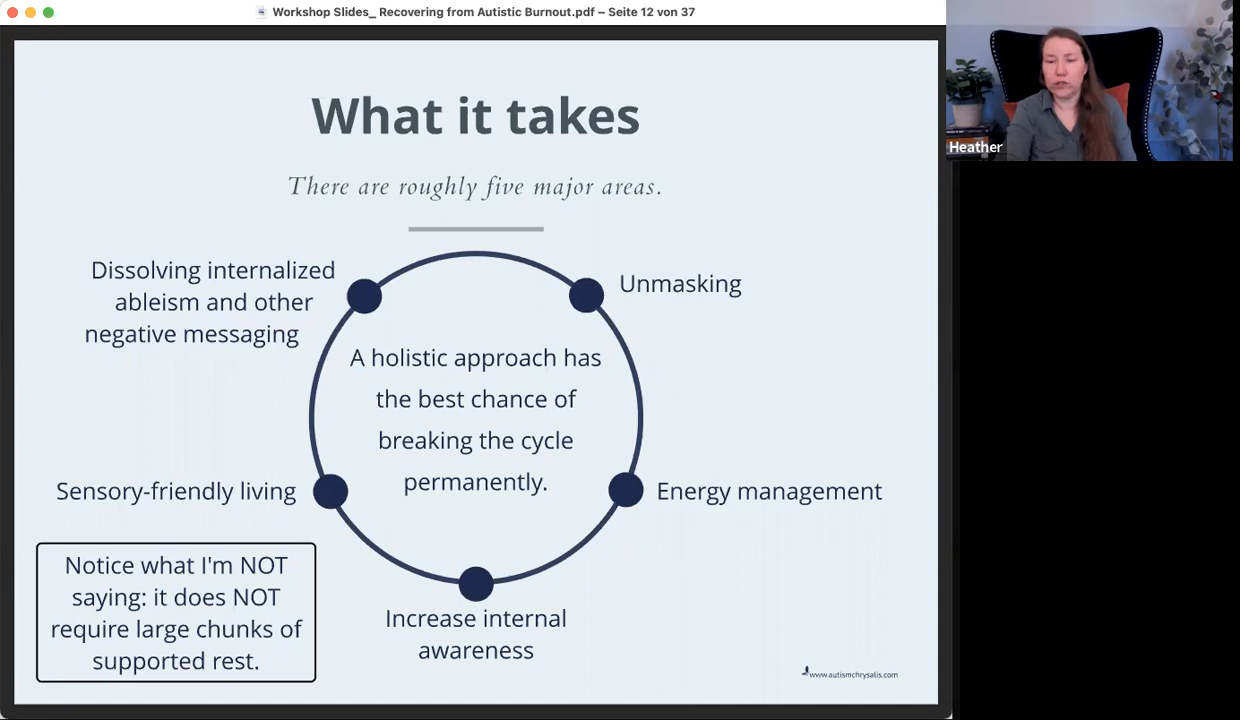 Workshop Slides_ Recovering from Autistic Burnout.pdf – Seite 12 von 37
Heather
What it takes
There are roughly five major areas.
Dissolving internalized
ableism and other
negative messaging
Unmasking
A holistic approach has
the best chance of
breaking the cycle
permanently.
Sensory-friendly living
Energy management
Notice what I'm NOT
saying: it does NOT
require large chunks of
supported rest.
Increase internal
awareness
www.autismchrysalis.com